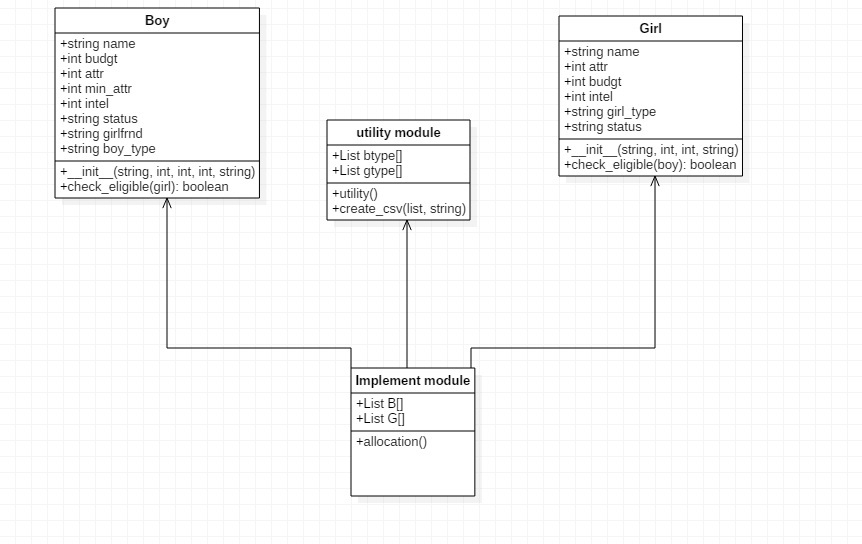 Boy
+string name
+int budgt
+int attr
+int min_attr
+int intel
+string status
+string girlfrnd
+string boy_type
+__init__(string, int, int, int, string)
+check_eligible(girl): boolean
utility module
+List btype[]
+List gtype[]
+utility()
+create_csv(list, string)
Girl
+string name
+int attr
+int budgt
+int intel
+string girl_type
+string status
+__init__(string, int, int, string)
+check_eligible(boy): boolean
Implement module
+List B[]
+List G[]
+allocation()